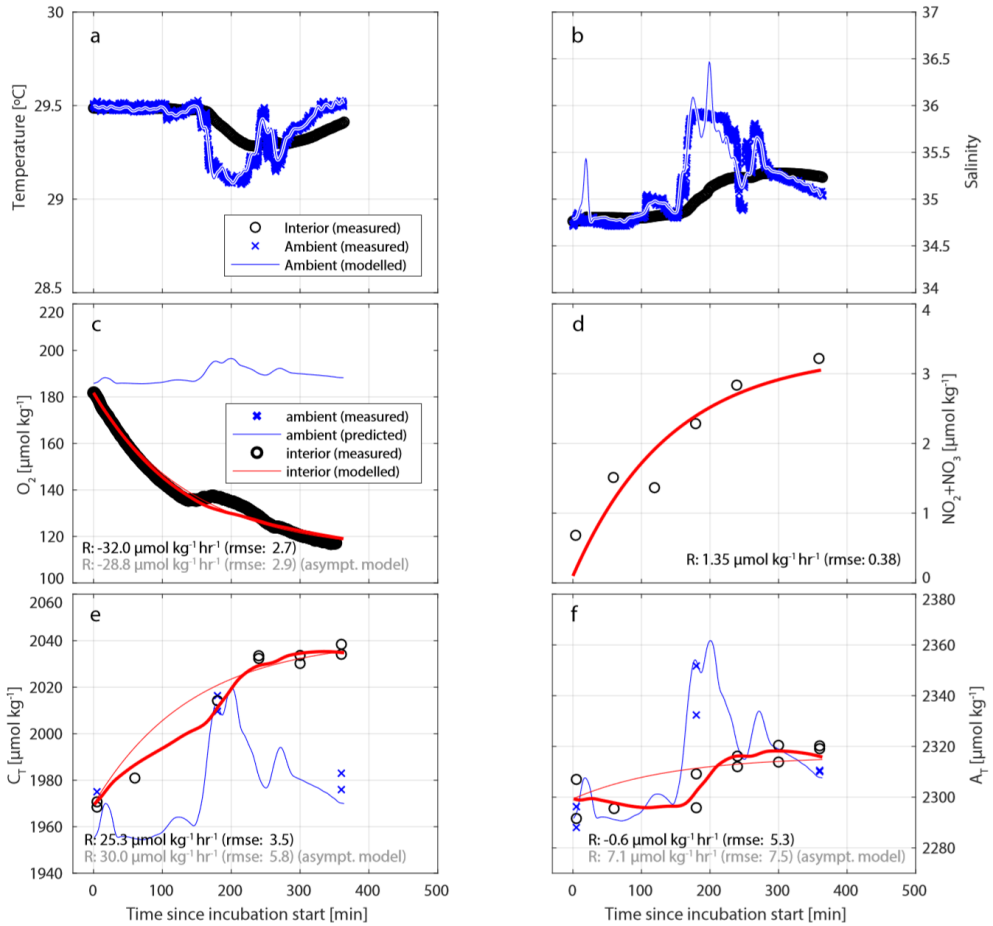 a
30
29.5
29
28.5
Temperature [ºC]
Interior (measured)
Ambient (measured)
Ambient (modelled)
b
37
36.5
36
35.5
35
34.5
34
Salinity
c
220
200
180
160
140
120
100
O2 [µmol kg-1]
ambient (measured)
ambient (predicted)
interior (measured)
interior (modelled)
R: -32.0 µmol kg-1 hr-1 (rmse: 2.7)
R: -28.8 µmol kg-1 hr-1 (rmse: 2.9) (asympt. model)
d
4
3
2
1
0
NO2+NO3 [µmol kg-1]
R: 1.35 µmol kg-1 hr-1 (rmse: 0.38)
e
2060
2040
2020
2000
1980
1960
1940
CT [µmol kg-1]
R: 25.3 µmol kg-1 hr-1 (rmse: 3.5)
R: 30.0 µmol kg-1 hr-1 (rmse: 5.8) (asympt. model)
0 100 200 300 400 500
Time since incubation start [min]
f
2380
2360
2340
2320
2300
2280
AT [µmol kg-1]
R: -0.6 µmol kg-1 hr-1 (rmse: 5.3)
R: 7.1 µmol kg-1 hr-1 (rmse: 7.5) (asympt. model)
0 100 200 300 400 500
Time since incubation start [min]